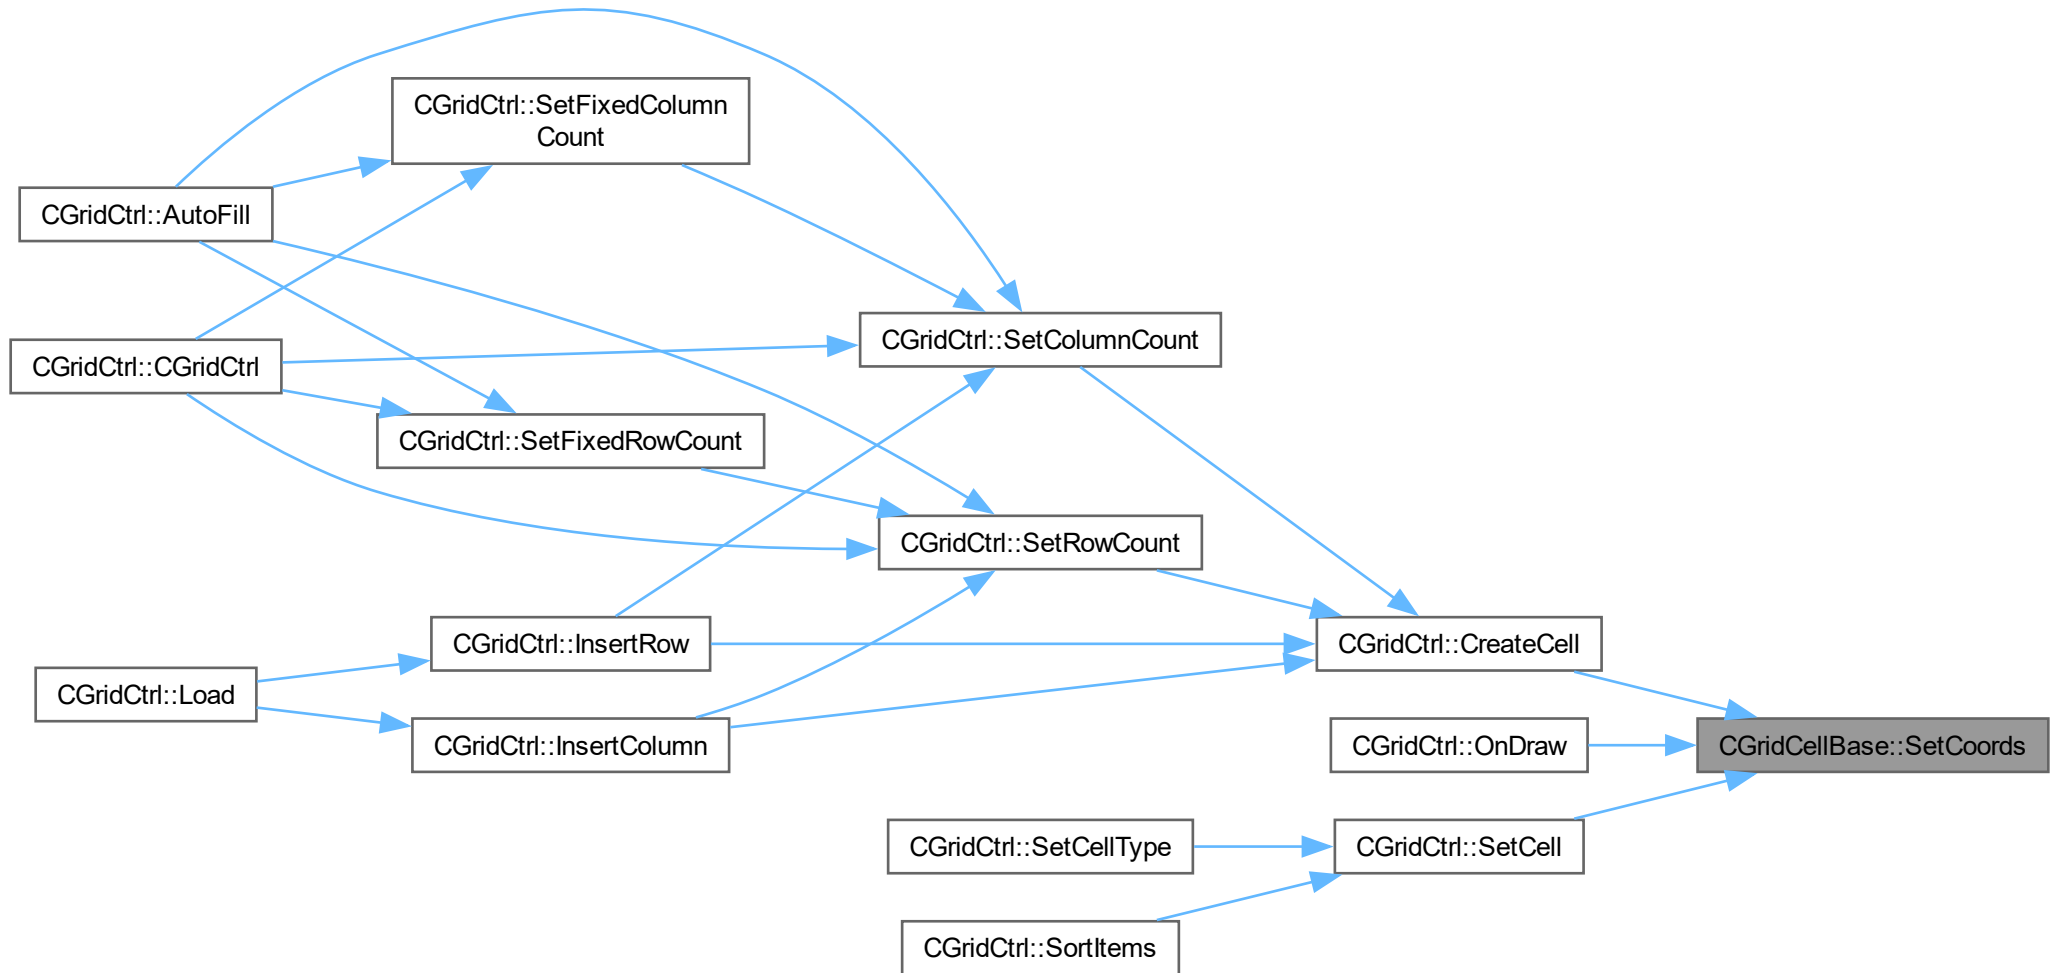 CGridCtrl::SetFixedColumn
Count
CGridCtrl::AutoFill
CGridCtrl::SetColumnCount
CGridCtrl::CGridCtrl
CGridCtrl::SetFixedRowCount
CGridCtrl::SetRowCount
CGridCtrl::InsertRow
CGridCtrl::CreateCell
CGridCtrl::Load
CGridCtrl::InsertColumn
CGridCtrl::OnDraw
CGridCellBase::SetCoords
CGridCtrl::SetCellType
CGridCtrl::SetCell
CGridCtrl::SortItems